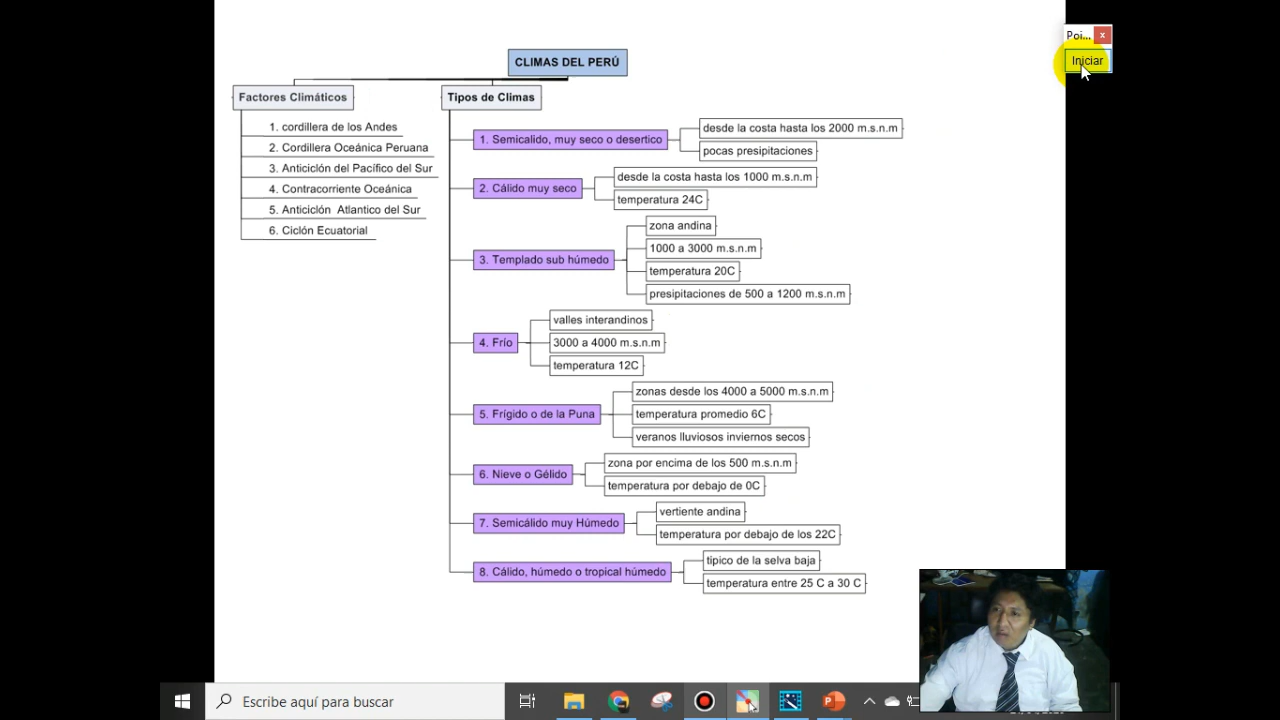 CLIMAS DEL PERÚ
Factores Climáticos
1. cordillera de los Andes
2. Cordillera Oceánica Peruana
3. Anticiclón del Pacífico del Sur
4. Contracorriente Oceánica
5. Anticiclón Atlantico del Sur
6. Ciclón Ecuatorial
Tipos de Climas
1. Semicalido, muy seco o desertico
desde la costa hasta los 2000 m.s.n.m
pocas presipitaciones
2. Cálido muy seco
desde la costa hasta los 1000 m.s.n.m
temperatura 24C
3. Templado sub húmedo
zona andina
1000 a 3000 m.s.n.m
temperatura 20C
presipitaciones de 500 a 1200 m.s.n.m
4. Frío
valles interandinos
3000 a 4000 m.s.n.m
temperatura 12C
5. Frígido o de la Puna
zonas desde los 4000 a 5000 m.s.n.m
temperatura promedio 6C
veranos lluviosos inviernos secos
6. Nieve o Gélido
zona por encima de los 500 m.s.n.m
temperatura por debajo de 0C
7. Semicálido muy Húmedo
vertiente andina
temperatura por debajo de los 22C
8. Cálido, húmedo o tropical húmedo
tipico de la selva baja
temperatura entre 25 C a 30 C
Poi...
Iniciar
Escribe aquí para buscar